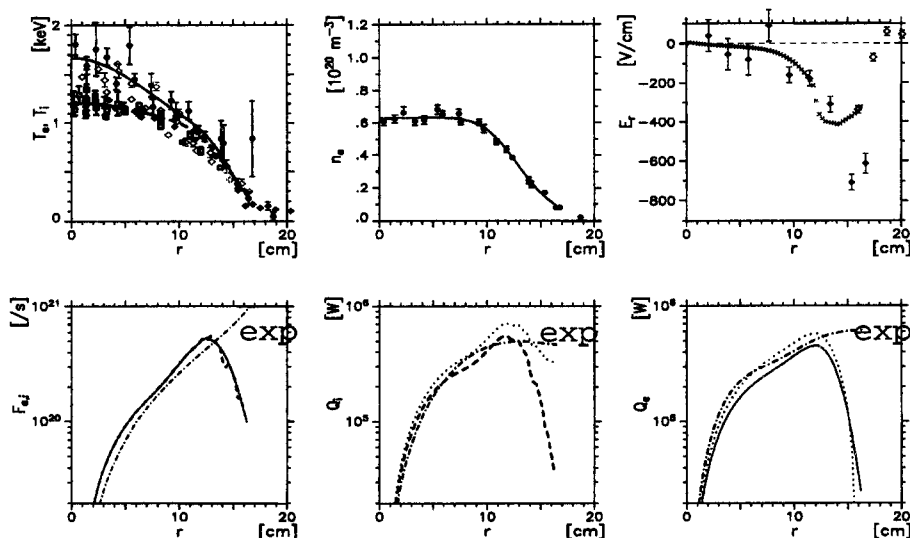 T_e, T_i [keV]
2
1
0
0 10 20
r [cm]
n_e [10^20 m^-3]
1.2
1.0
.8
.6
.4
.2
0
0 10 20
r [cm]
E_r [V/cm]
0
-200
-400
-600
-800
0 10 20
r [cm]
F_e,i [/s]
10^21
10^20
exp
0 10 20
r [cm]
Q_i [W]
10^6
10^5
exp
0 10 20
r [cm]
Q_e [W]
10^6
10^5
exp
0 10 20
r [cm]